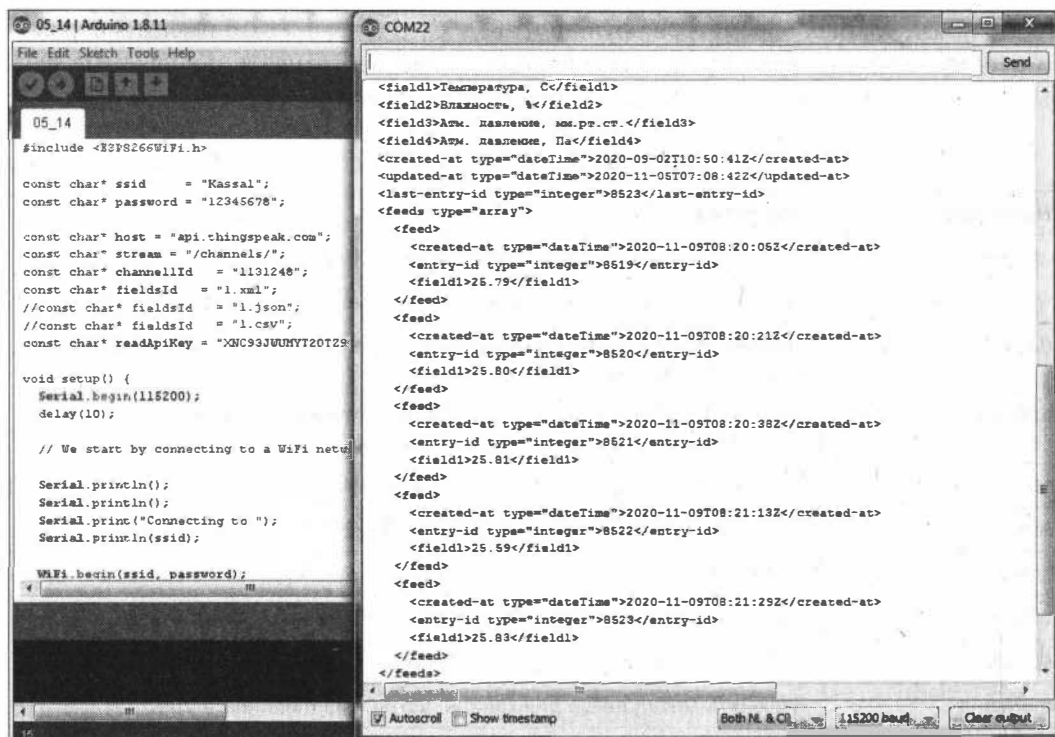 05_14 | Arduino 1.8.11
File Edit Sketch Tools Help
05_14
#include <ESP8266WiFi.h>
const char* ssid = "Kassal";
const char* password = "12345678";
const char* host = "api.thingspeak.com";
const char* stream = "/channels/";
const char* channellId = "1131248";
const char* fieldsId = "1.xml";
//const char* fieldsId = "1.json";
//const char* fieldsId = "1.csv";
const char* readApiKey = "XNC93JWUMYT20TZ9
void setup() {
Serial.begin(115200);
delay(10);
// We start by connecting to a WiFi netw
Serial.println();
Serial.println();
Serial.print("Connecting to ");
Serial.println(ssid);
WiFi.begin(ssid, password);
15
COM22
Send
<field1>Температура, C</field1>
<field2>Влажность, %</field2>
<field3>Атм. давление, мм.рт.ст.</field3>
<field4>Атм. давление, Па</field4>
<created-at type="dateTime">2020-09-02T10:50:41Z</created-at>
<updated-at type="dateTime">2020-11-05T07:08:42Z</updated-at>
<last-entry-id type="integer">8523</last-entry-id>
<feeds type="array">
<feed>
<created-at type="dateTime">2020-11-09T08:20:05Z</created-at>
<entry-id type="integer">8519</entry-id>
<field1>25.79</field1>
</feed>
<feed>
<created-at type="dateTime">2020-11-09T08:20:21Z</created-at>
<entry-id type="integer">8520</entry-id>
<field1>25.80</field1>
</feed>
<feed>
<created-at type="dateTime">2020-11-09T08:20:38Z</created-at>
<entry-id type="integer">8521</entry-id>
<field1>25.81</field1>
</feed>
<feed>
<created-at type="dateTime">2020-11-09T08:21:13Z</created-at>
<entry-id type="integer">8522</entry-id>
<field1>25.59</field1>
</feed>
<feed>
<created-at type="dateTime">2020-11-09T08:21:29Z</created-at>
<entry-id type="integer">8523</entry-id>
<field1>25.83</field1>
</feed>
</feeds>
Autoscroll Show timestamp Both NL & CR 115200 baud Clear output